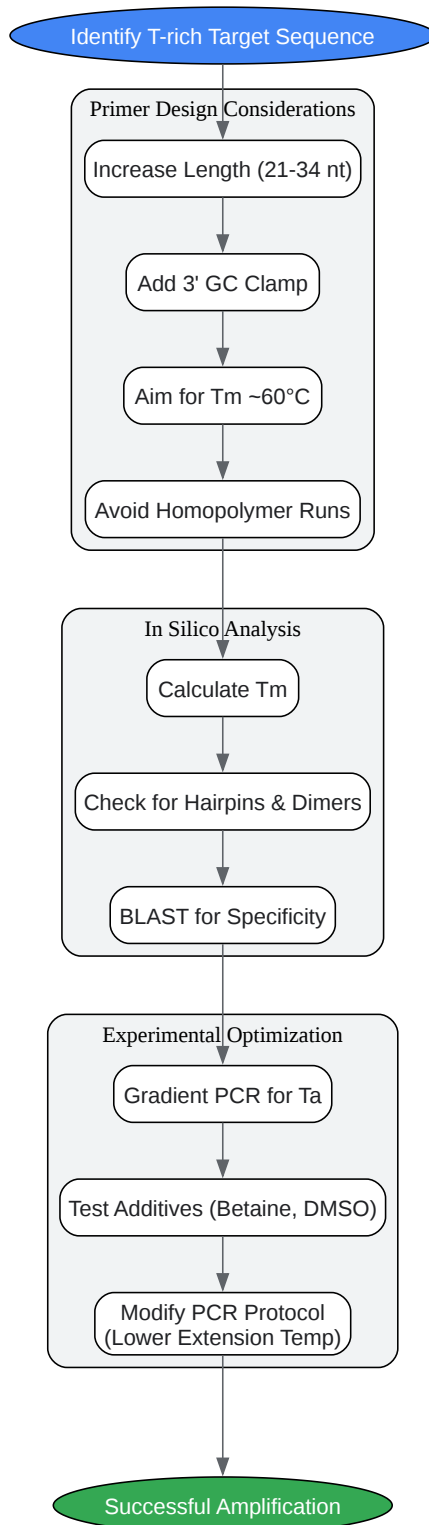 Identify T-rich Target Sequence
Primer Design Considerations
Increase Length (21-34 nt)
Add 3' GC Clamp
Aim for Tm ~60°C
Avoid Homopolymer Runs
In Silico Analysis
Calculate Tm
Check for Hairpins & Dimers
BLAST for Specificity
Experimental Optimization
Gradient PCR for Ta
Test Additives (Betaine, DMSO)
Modify PCR Protocol
(Lower Extension Temp)
Successful Amplification